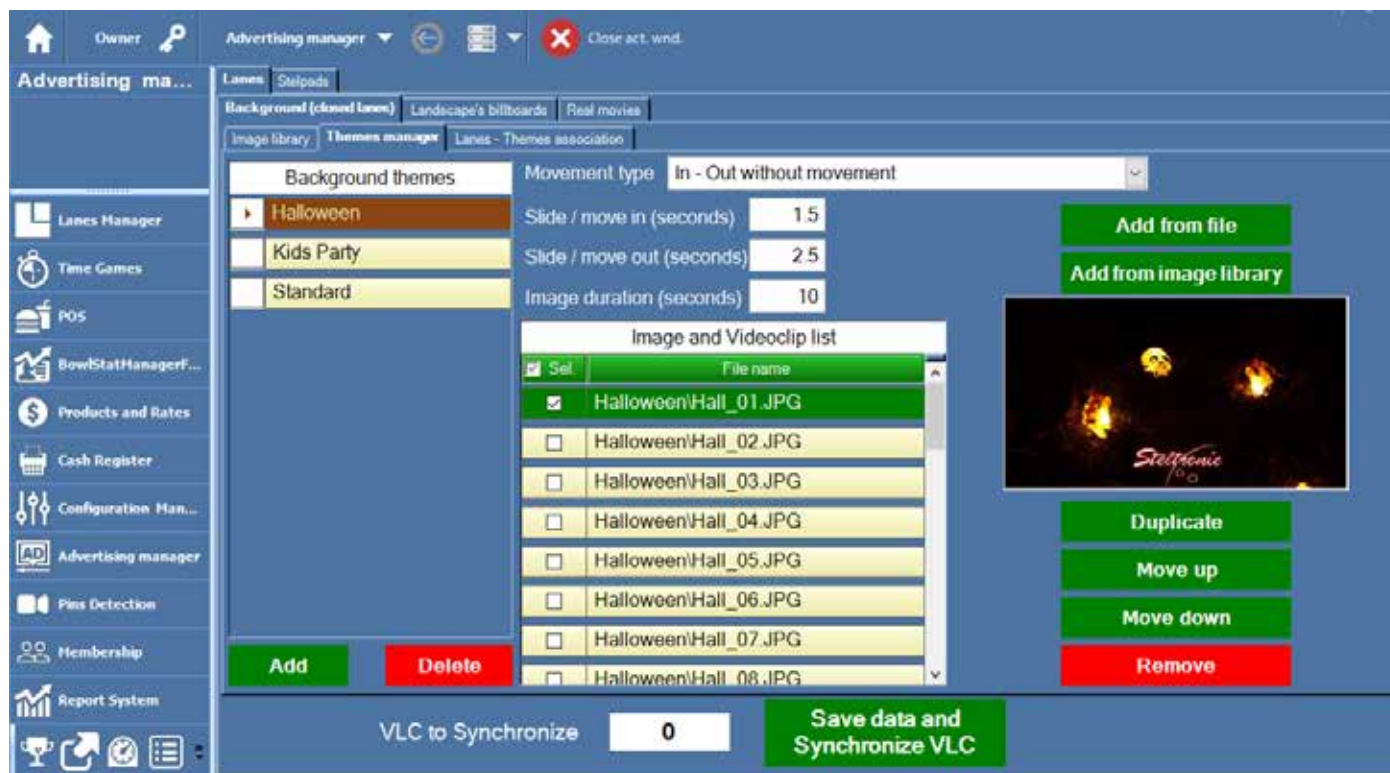 Owner
Advertising manager
Close act. wnd.
Advertising ma...
Lanes Stelpads
Background (closed lanes) Landscape's billboards Real movies
Image library Themes manager Lanes - Themes association
Background themes
Halloween
Kids Party
Standard
Add Delete
Movement type In - Out without movement
Slide / move in (seconds) 1.5
Slide / move out (seconds) 2.5
Image duration (seconds) 10
Image and Videoclip list
Sel. File name
Halloween\Hall_01.JPG
Halloween\Hall_02.JPG
Halloween\Hall_03.JPG
Halloween\Hall_04.JPG
Halloween\Hall_05.JPG
Halloween\Hall_06.JPG
Halloween\Hall_07.JPG
Halloween\Hall_08.JPG
Add from file
Add from image library
Steltronic
Duplicate
Move up
Move down
Remove
Lanes Manager
Time Games
POS
BowlStatManagerF...
Products and Rates
Cash Register
Configuration Man...
AD Advertising manager
Pins Detection
Membership
Report System
VLC to Synchronize 0
Save data and
Synchronize VLC